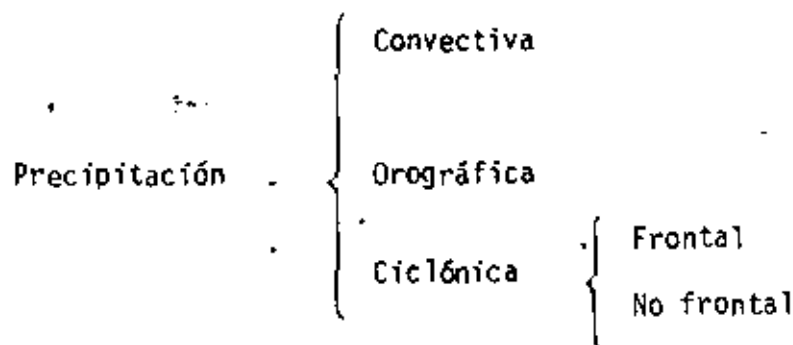 Convectiva
Precipitación
Orográfica
Frontal
Ciclónica
No frontal